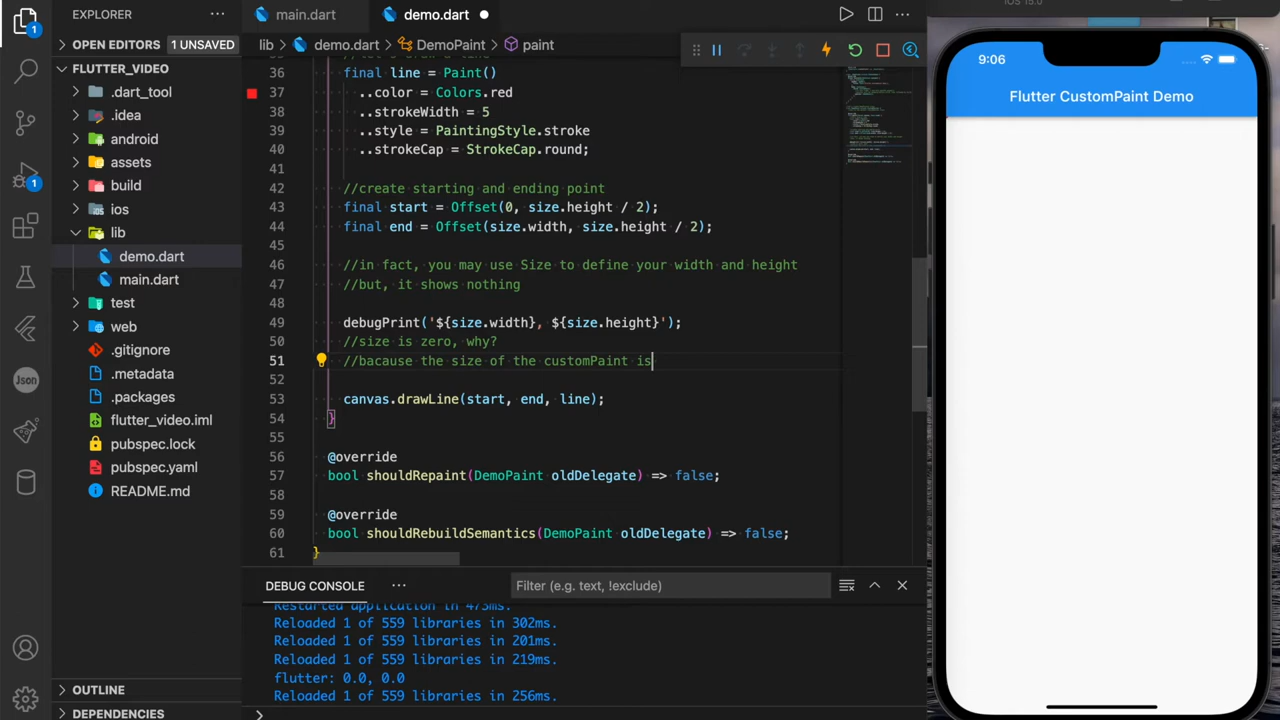 EXPLORER
main.dart
demo.dart
iOS 15.0
OPEN EDITORS
1 UNSAVED
lib
demo.dart
DemoPaint
paint
FLUTTER_VIDEO
.idea
android
assets
build
ios
lib
demo.dart
main.dart
test
web
.gitignore
.metadata
.packages
flutter_video.iml
pubspec.lock
pubspec.yaml
README.md
OUTLINE
DEPENDENCIES
1
1
Json
36 final line = Paint()
37 ..color = colors.red
38 ..strokeWidth = 5
39 ..style = PaintingStyle.stroke
40 ..strokeCap = StrokeCap.round;
41
42 //create starting and ending point
43 final start = Offset(0, size.height / 2);
44 final end = Offset(size.width, size.height / 2);
45
46 //in fact, you may use Size to define your width and height
47 //but, it shows nothing
48
49 debugPrint('${size.width}, ${size.height}');
50 //size is zero, why?
51 //bacause the size of the customPaint is
52
53 canvas.drawLine(start, end, line);
54 }
55
56 @override
57 bool shouldRepaint(DemoPaint oldDelegate) => false;
58
59 @override
60 bool shouldRebuildSemantics(DemoPaint oldDelegate) => false;
61 }
DEBUG CONSOLE
Filter (e.g. text, !exclude)
Restarted application in 473ms.
Reloaded 1 of 559 libraries in 302ms.
Reloaded 1 of 559 libraries in 201ms.
Reloaded 1 of 559 libraries in 219ms.
flutter: 0.0, 0.0
Reloaded 1 of 559 libraries in 256ms.
9:06
Flutter CustomPaint Demo